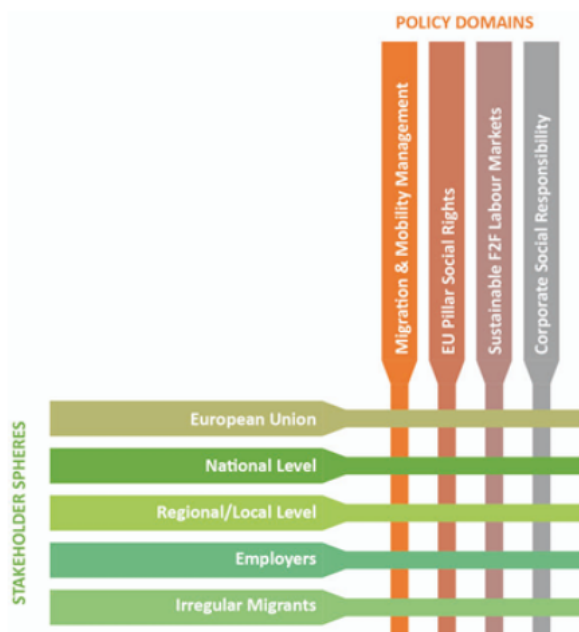 POLICY DOMAINS
Migration & Mobility Management
EU Pillar Social Rights
Sustainable F2F Labour Markets
Corporate Social Responsibility
STAKEHOLDER SPHERES
European Union
National Level
Regional/Local Level
Employers
Irregular Migrants